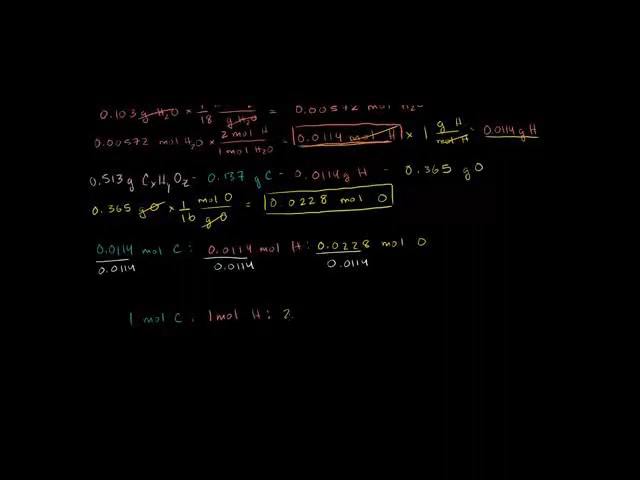 0.103 g H₂O × 1/18 g H₂O = 0.00572 mol H₂O
0.00572 mol H₂O × 2 mol H / 1 mol H₂O = 0.0114 mol H × 1 g H / mol H = 0.0114 g H
0.513 g CxHyOz - 0.137 g C - 0.0114 g H - 0.365 g O
0.365 g O × 1/16 mol O / g O = 0.0228 mol O
0.0114 mol C : 0.0114 mol H : 0.0228 mol O
0.0114 0.0114 0.0114
1 mol C : 1 mol H : 2